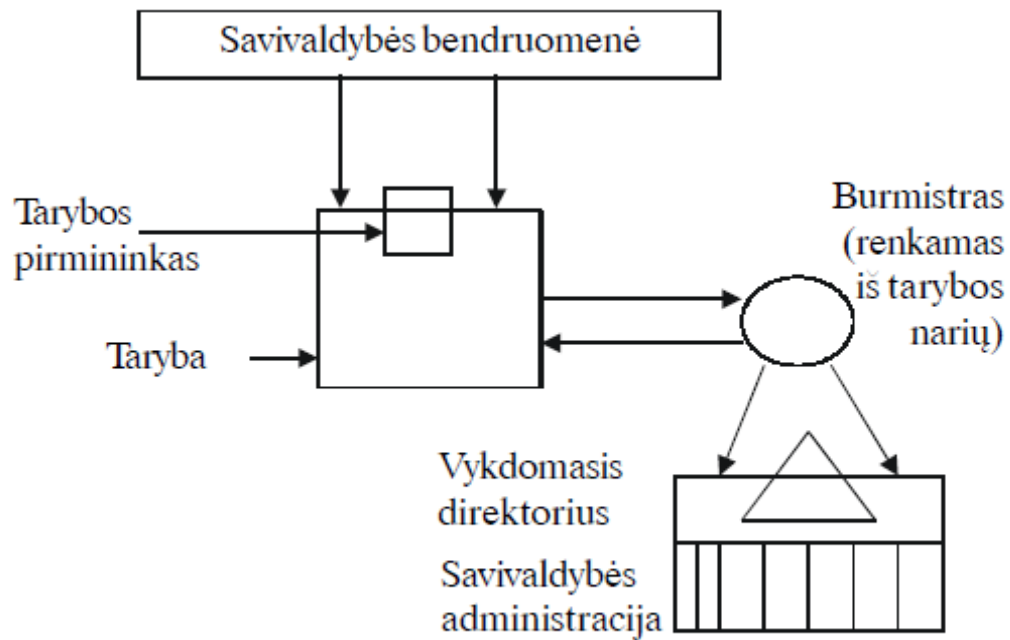 Savivaldybės bendruomenė
Tarybos
pirmininkas
Burmistras
(renkamas
iš tarybos
narių)
Taryba
Vykdomasis
direktorius
Savivaldybės
administracija